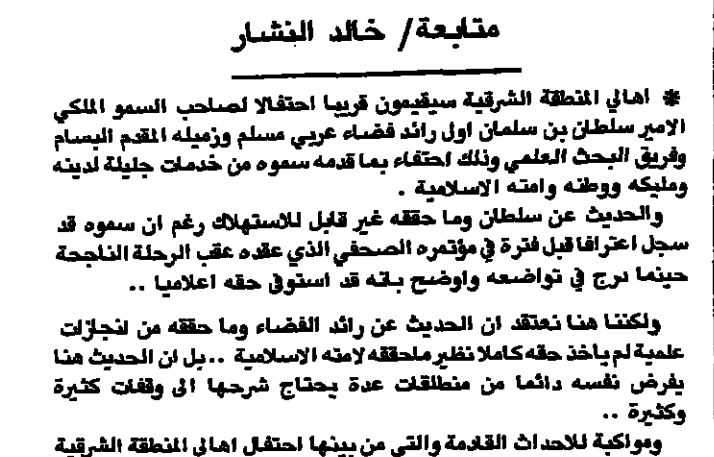 متابعة/ خالد النشار
* اهالي المنطقة الشرقية سيقيمون قريبا احتفالا لصاحب السمو الملكي
الامير سلطان بن سلمان اول رائد فضاء عربي مسلم وزميله المقدم البسام
وفريق البحث العلمي وذلك احتفاء بما قدمه سموه من خدمات جليلة لدينه
ومليكه ووطنه وامته الاسلامية .
والحديث عن سلطان وما حققه غير قابل للاستهلاك رغم ان سموه قد
سجل اعترافا قبل فترة في مؤتمره الصحفي الذي عقده عقب الرحلة الناجحة
حينما درج في تواضعه واوضح بانه قد استوفى حقه اعلاميا ..
ولكننا هنا نعتقد ان الحديث عن رائد الفضاء وما حققه من انجازات
علمية لم ياخذ حقه كاملا نظير ماحققه لامته الاسلامية .. بل ان الحديث هنا
يفرض نفسه دائما من منطلقات عدة يحتاج شرحها الى وقفات كثيرة
وكثيرة ..
ومواكبة للاحداث القادمة والتي من بينها احتفال اهالي المنطقة الشرقية